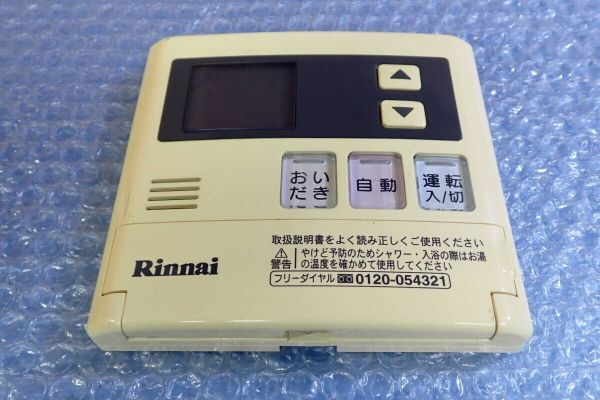 ▲
▼
おいだき
自動
運転
入/切
取扱説明書をよく読み正しくご使用ください
⚠警告 やけど予防のためシャワー・入浴の際はお湯
の温度を確かめて使用してください
フリーダイヤル 0120-054321
Rinnai